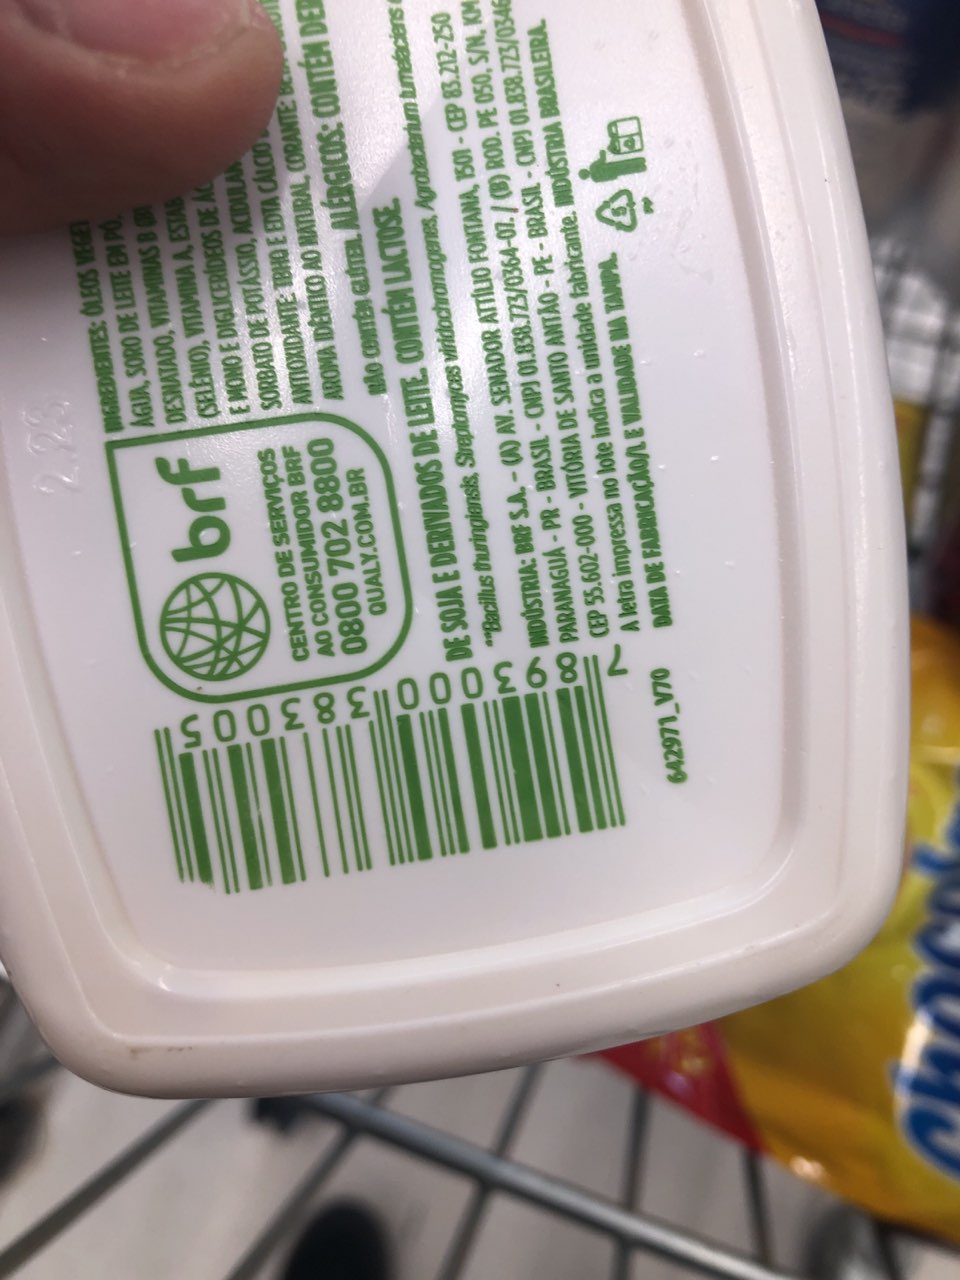 INGREDIENTES: ÓLEOS VEGE
ÁGUA, SORO DE LEITE EM PÓ,
DESNATADO, VITAMINAS D
(SELÊNIO), VITAMINA A, ESTAB
E MONO E DIGLICERÍDEOS DE ÁC
SORBATO DE POTÁSSIO, ACIDULAN
ANTIOXIDANTE: E EDTA CÁLCIO
AROMA IDÊNTICO AO NATURAL, CORANTE:
NÃO CONTÉM GLÚTEN. ALÉRGICOS: CONTÉM DER
DE SOJA E DERIVADOS DE LEITE. CONTÉM LACTOSE.
**Bacillus thuringiensis, Streptomyces viridochromogenes, Agrobacterium tumefaciens
INDÚSTRIA: BRF S.A. - (A) AV. SENADOR ATTÍLIO FONTANA, 1501 - CEP 83.212-250
PARANAGUÁ - PR - BRASIL - CNPJ 01.838.723/0364-07. // (B) ROD. PE 050, S/N, KM
CEP 55.602-000 - VITÓRIA DE SANTO ANTÃO - PE - BRASIL - CNPJ 01.838.723/0546
A letra impressa no lote indica a unidade fabricante. INDÚSTRIA BRASILEIRA.
DATA DE FABRICAÇÃO/L E VALIDADE NA TAMPA.
brf
CENTRO DE SERVIÇOS
AO CONSUMIDOR BRF
0800 702 8800
QUALY.COM.BR
7 893000 383005
642971_V70